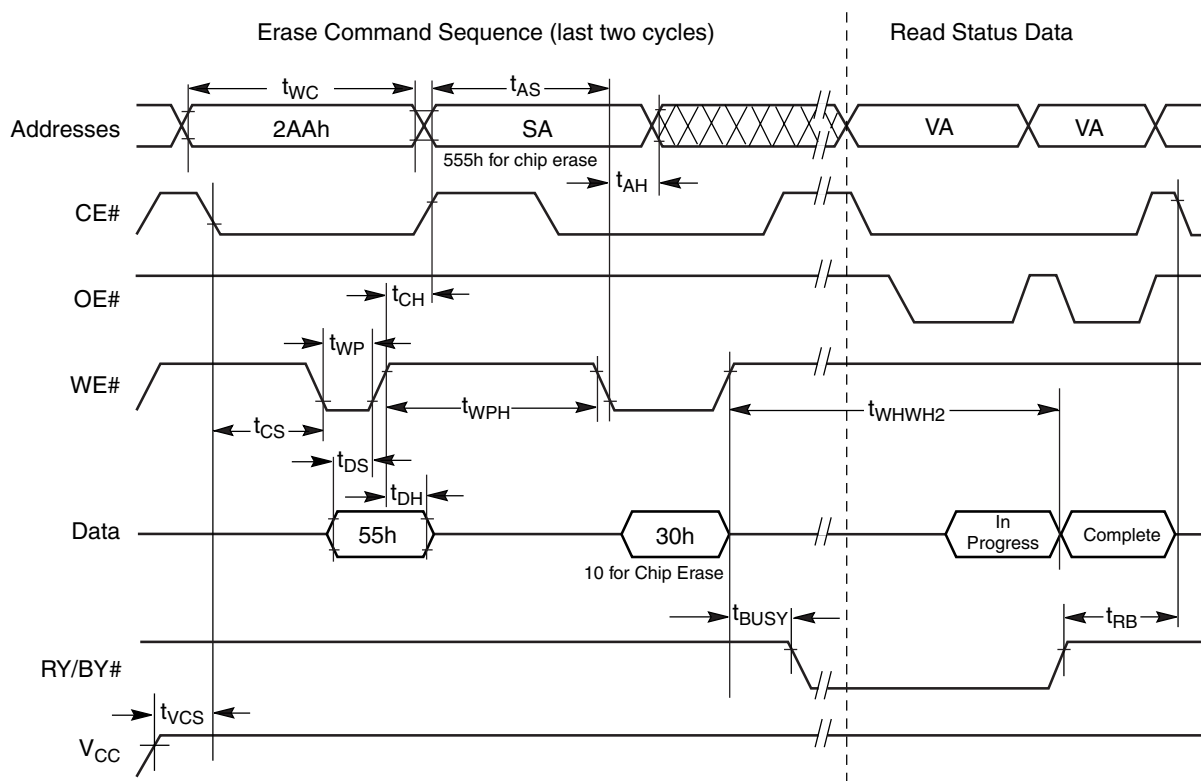 Erase Command Sequence (last two cycles)
Read Status Data
tWC
tAS
Addresses
2AAh
SA
VA
VA
555h for chip erase
tAH
CE#
OE#
tCH
tWP
WE#
tWPH
tWHWH2
tCS
tDS
tDH
Data
55h
30h
In
Progress
Complete
10 for Chip Erase
tBUSY
tRB
RY/BY#
tVCS
VCC